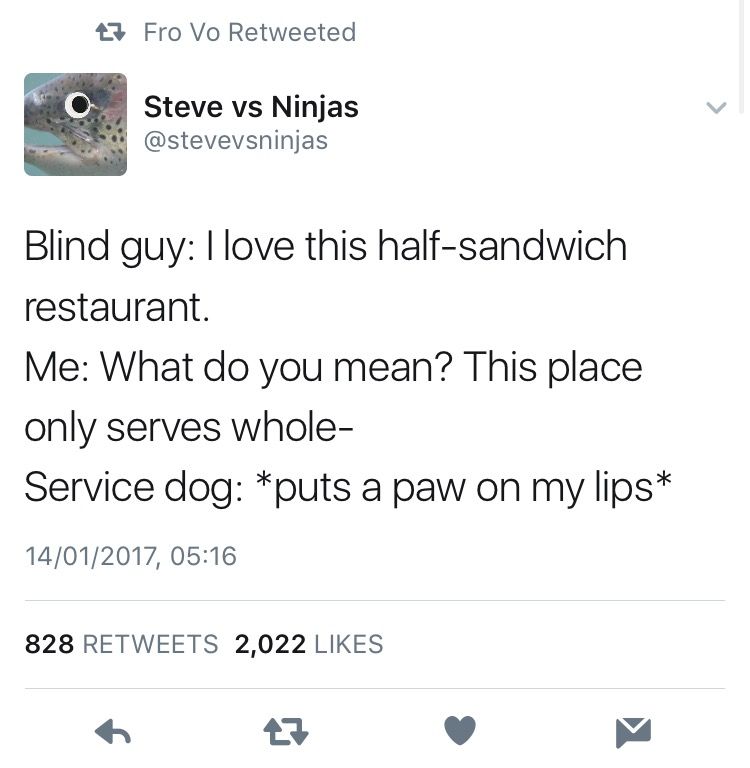 Fro Vo Retweeted
Steve vs Ninjas
@stevevsninjas
Blind guy: I love this half-sandwich
restaurant.
Me: What do you mean? This place
only serves whole-
Service dog: *puts a paw on my lips*
14/01/2017, 05:16
828 RETWEETS 2,022 LIKES